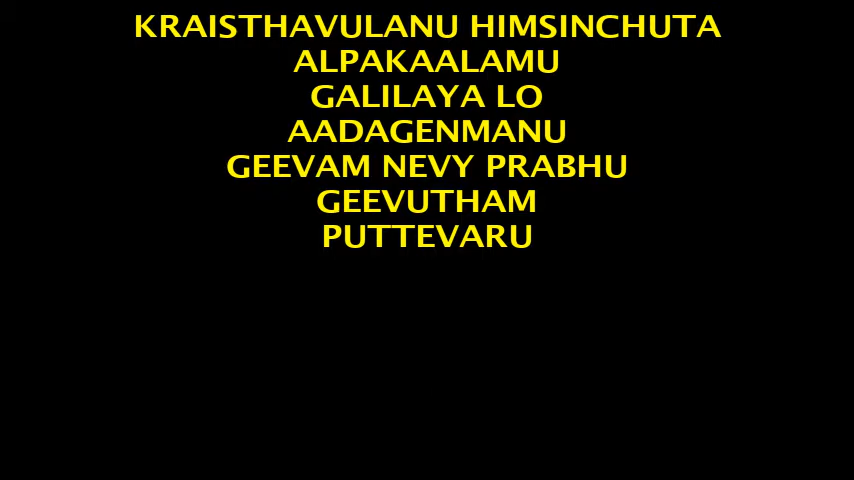 KRAISTHAVULANU HIMSINCHUTA
ALPAKAALAMU
GALILAYA LO
AADAGENMANU
GEEVAM NEVY PRABHU
GEEVUTHAM
PUTTEVARU